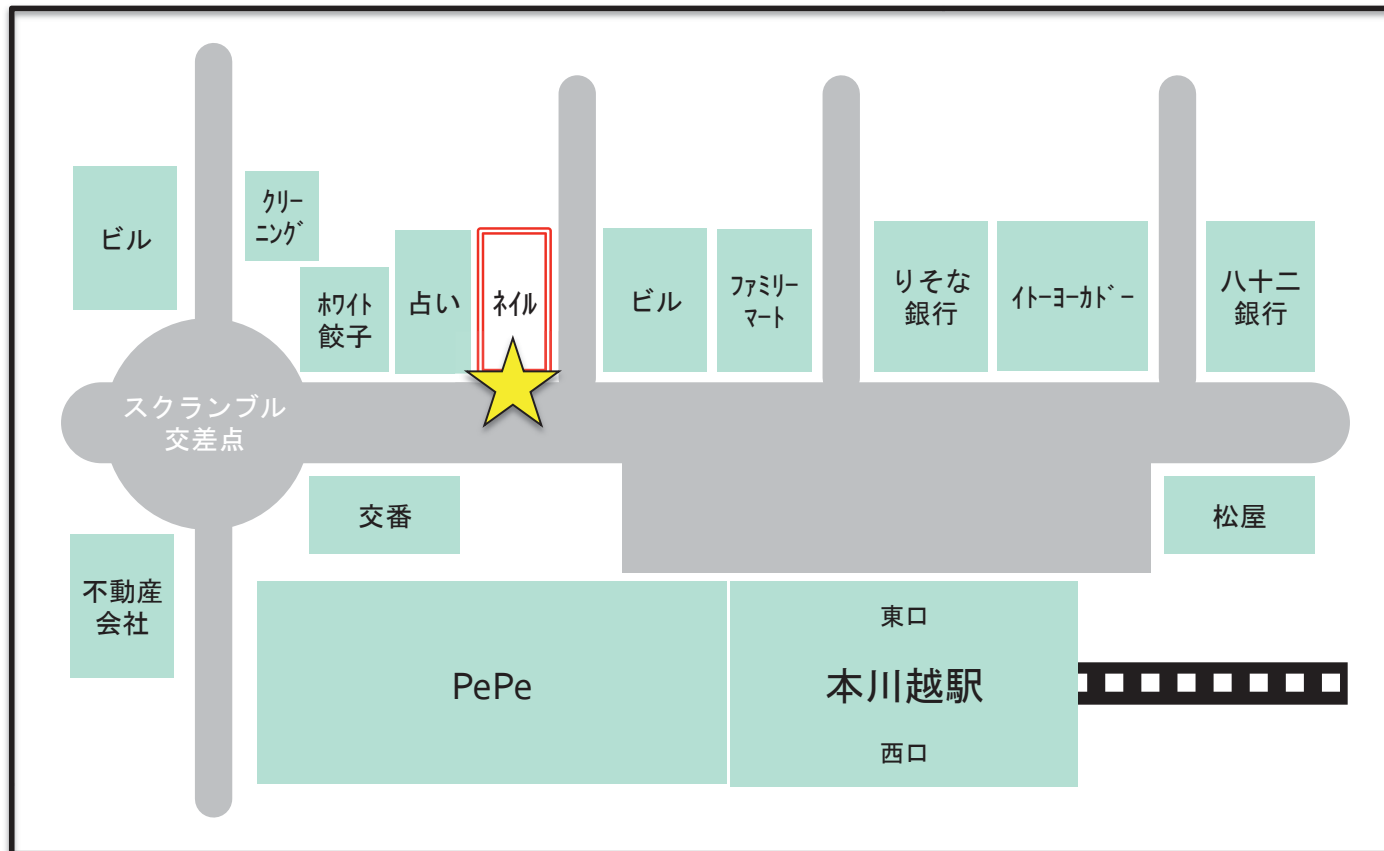 ビル
クリー
ニング
ホワイト
餃子
占い
ネイル
ビル
ファミリー
マート
りそな
銀行
イトーヨーカドー
八十二
銀行
スクランブル
交差点
交番
松屋
不動産
会社
PePe
東口
本川越駅
西口